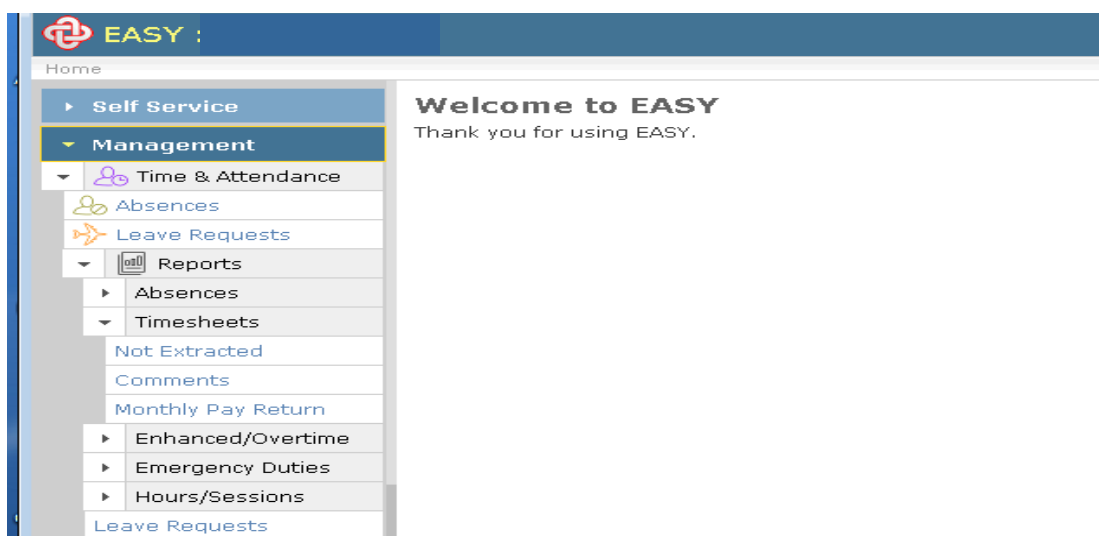 EASY :
Home
Self Service
Management
Time & Attendance
Absences
Leave Requests
Reports
Absences
Timesheets
Not Extracted
Comments
Monthly Pay Return
Enhanced/Overtime
Emergency Duties
Hours/Sessions
Leave Requests
Welcome to EASY
Thank you for using EASY.